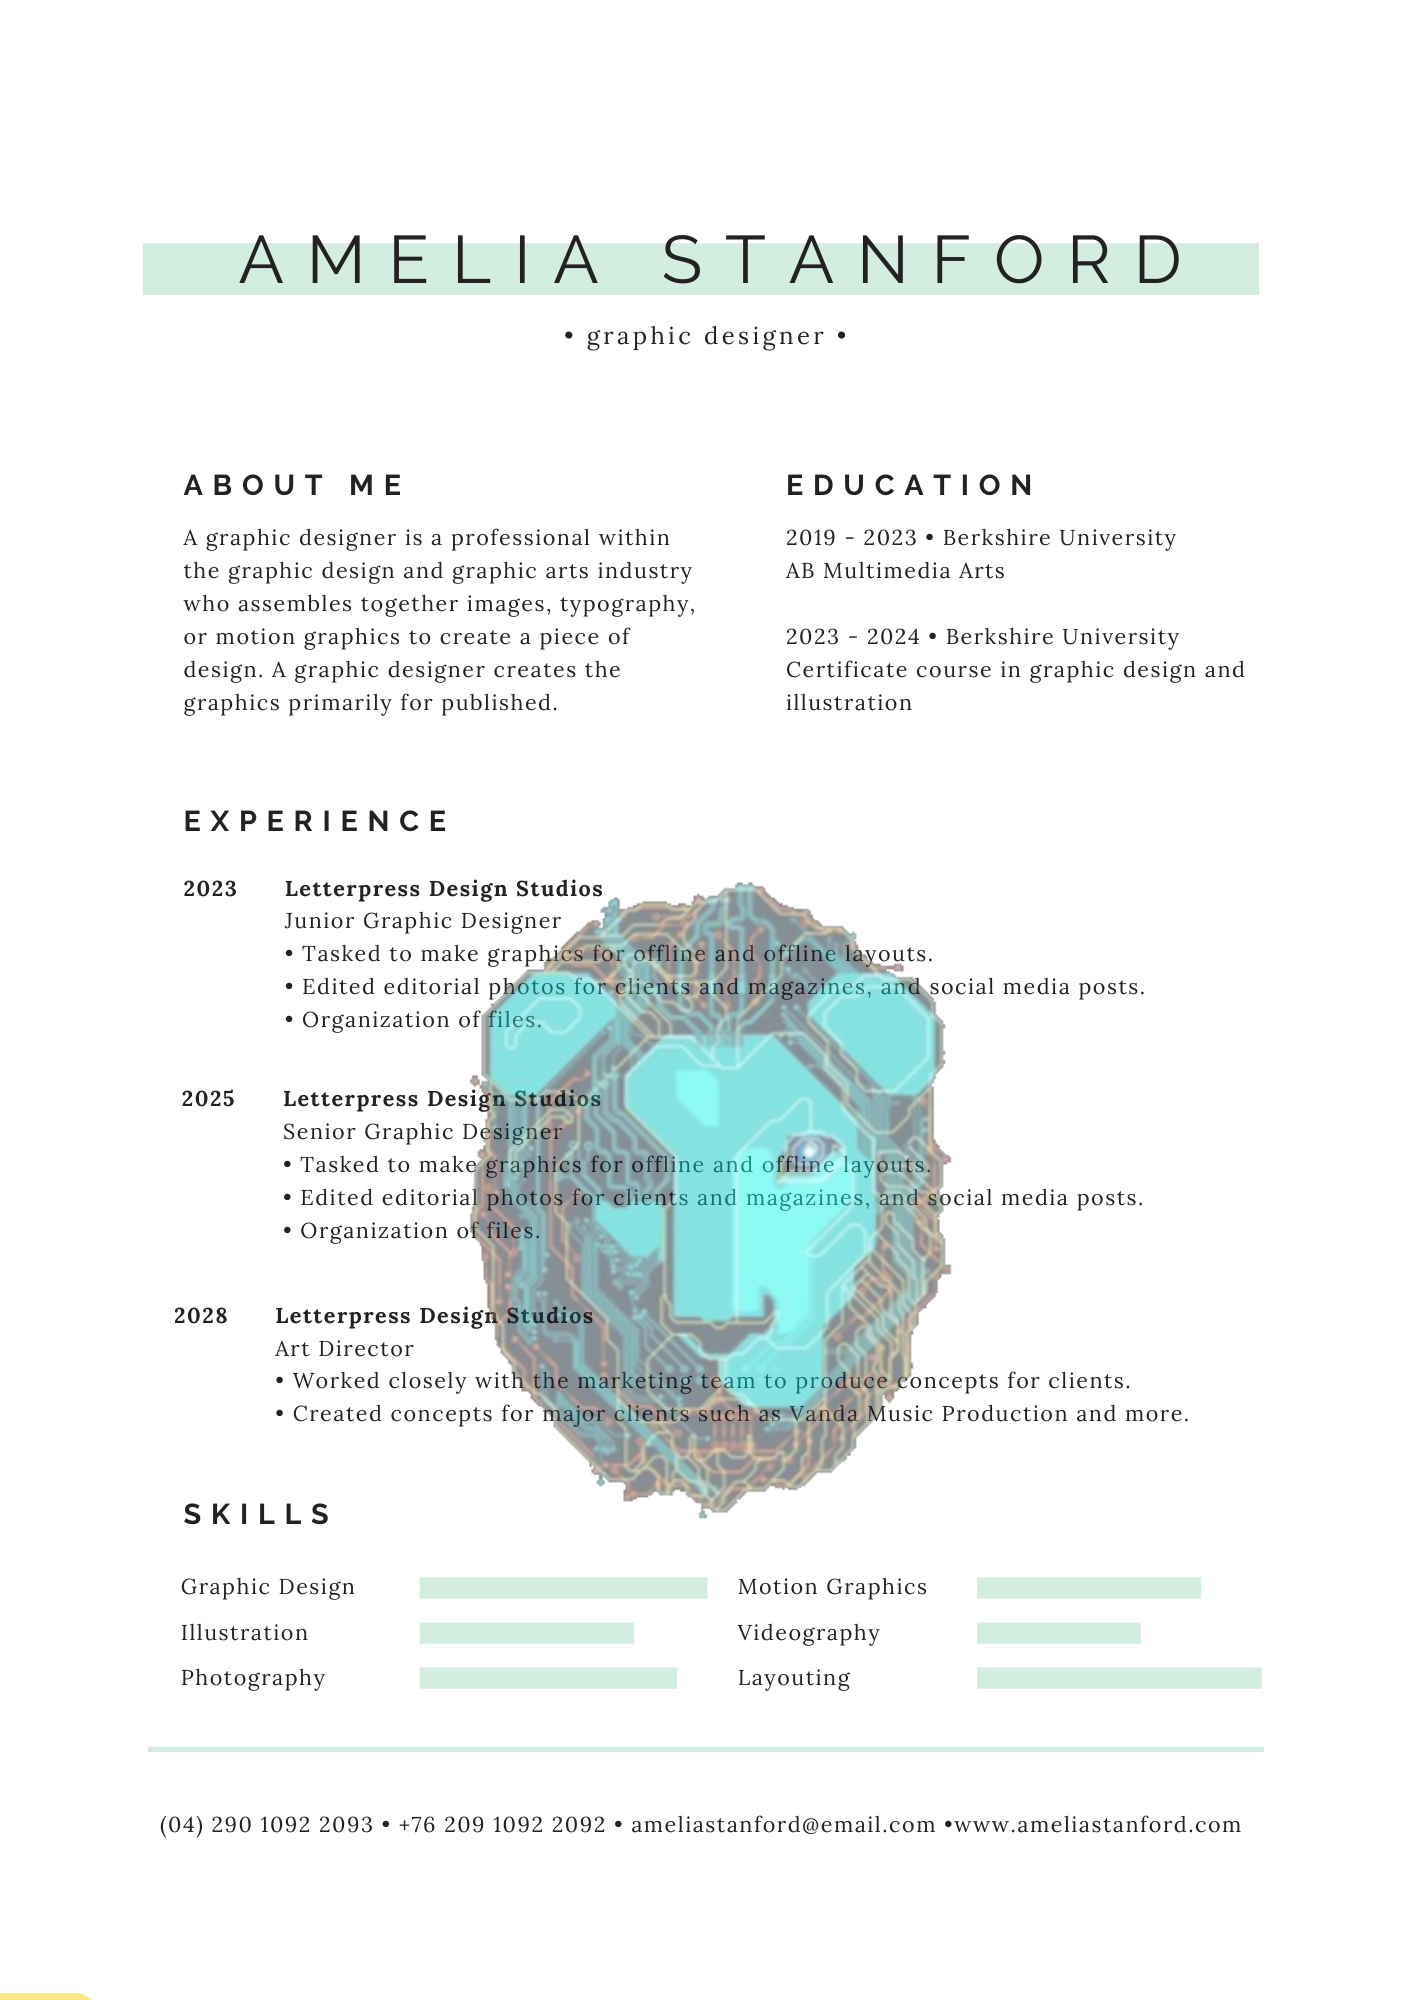 AMELIA STANFORD
• graphic designer •
ABOUT ME
A graphic designer is a professional within
the graphic design and graphic arts industry
who assembles together images, typography,
or motion graphics to create a piece of
design. A graphic designer creates the
graphics primarily for published.
EDUCATION
2019 - 2023 • Berkshire University
AB Multimedia Arts
2023 - 2024 • Berkshire University
Certificate course in graphic design and
illustration
EXPERIENCE
2023 Letterpress Design Studios
Junior Graphic Designer
• Tasked to make graphics for offline and offline layouts.
• Edited editorial photos for clients and magazines, and social media posts.
• Organization of files.
2025 Letterpress Design Studios
Senior Graphic Designer
• Tasked to make graphics for offline and offline layouts.
• Edited editorial photos for clients and magazines, and social media posts.
• Organization of files.
2028 Letterpress Design Studios
Art Director
• Worked closely with the marketing team to produce concepts for clients.
• Created concepts for major clients such as Vanda Music Production and more.
SKILLS
Graphic Design
Illustration
Photography
Motion Graphics
Videography
Layouting
(04) 290 1092 2093 • +76 209 1092 2092 • ameliastanford@email.com •www.ameliastanford.com